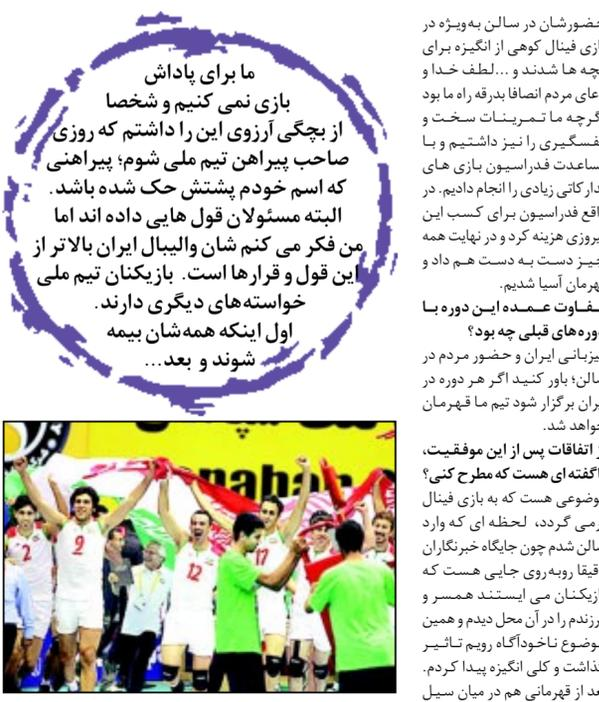 حضورشان در سالن به‌ویژه در
بازی فینال کوهی از انگیزه برای
بچه ها شدند و ...لطف خدا و
دعای مردم انصافا بدرقه راه ما بود
گرچه ما تمرینات سخت و
نفسگیری را نیز داشتیم و با
مساعدت فدراسیون بازی های
تدارکاتی زیادی را انجام دادیم. در
واقع فدراسیون برای کسب این
پیروزی هزینه کرد و در نهایت همه
چیز دست به دست هم داد و
قهرمان آسیا شدیم.
تفاوت عمده این دوره با
دوره‌های قبلی چه بود؟
میزبانی ایران و حضور مردم در
سالن؛ باور کنید اگر هر دوره در
ایران برگزار شود تیم ما قهرمان
خواهد شد.
از اتفاقات پس از این موفقیت،
ناگفته ای هست که مطرح کنی؟
موضوعی هست که به بازی فینال
برمی گردد، لحظه ای که وارد
سالن شدم چون جایگاه خبرنگاران
دقیقا روبه‌روی جایی هست که
بازیکنان می ایستند همسر و
فرزندم را در آن محل دیدم و همین
موضوع ناخودآگاه رویم تاثیر
گذاشت و کلی انگیزه پیدا کردم.
بعد از قهرمانی هم در میان سیل
ما برای پاداش
بازی نمی کنیم و شخصا
از بچگی آرزوی این را داشتم که روزی
صاحب پیراهن تیم ملی شوم؛ پیراهنی
که اسم خودم پشتش حک شده باشد.
البته مسئولان قول هایی داده اند اما
من فکر می کنم شان والیبال ایران بالاتر از
این قول و قرارها است. بازیکنان تیم ملی
خواسته‌های دیگری دارند.
اول اینکه همه‌شان بیمه
شوند و بعد...
nahar
2
9
12
17